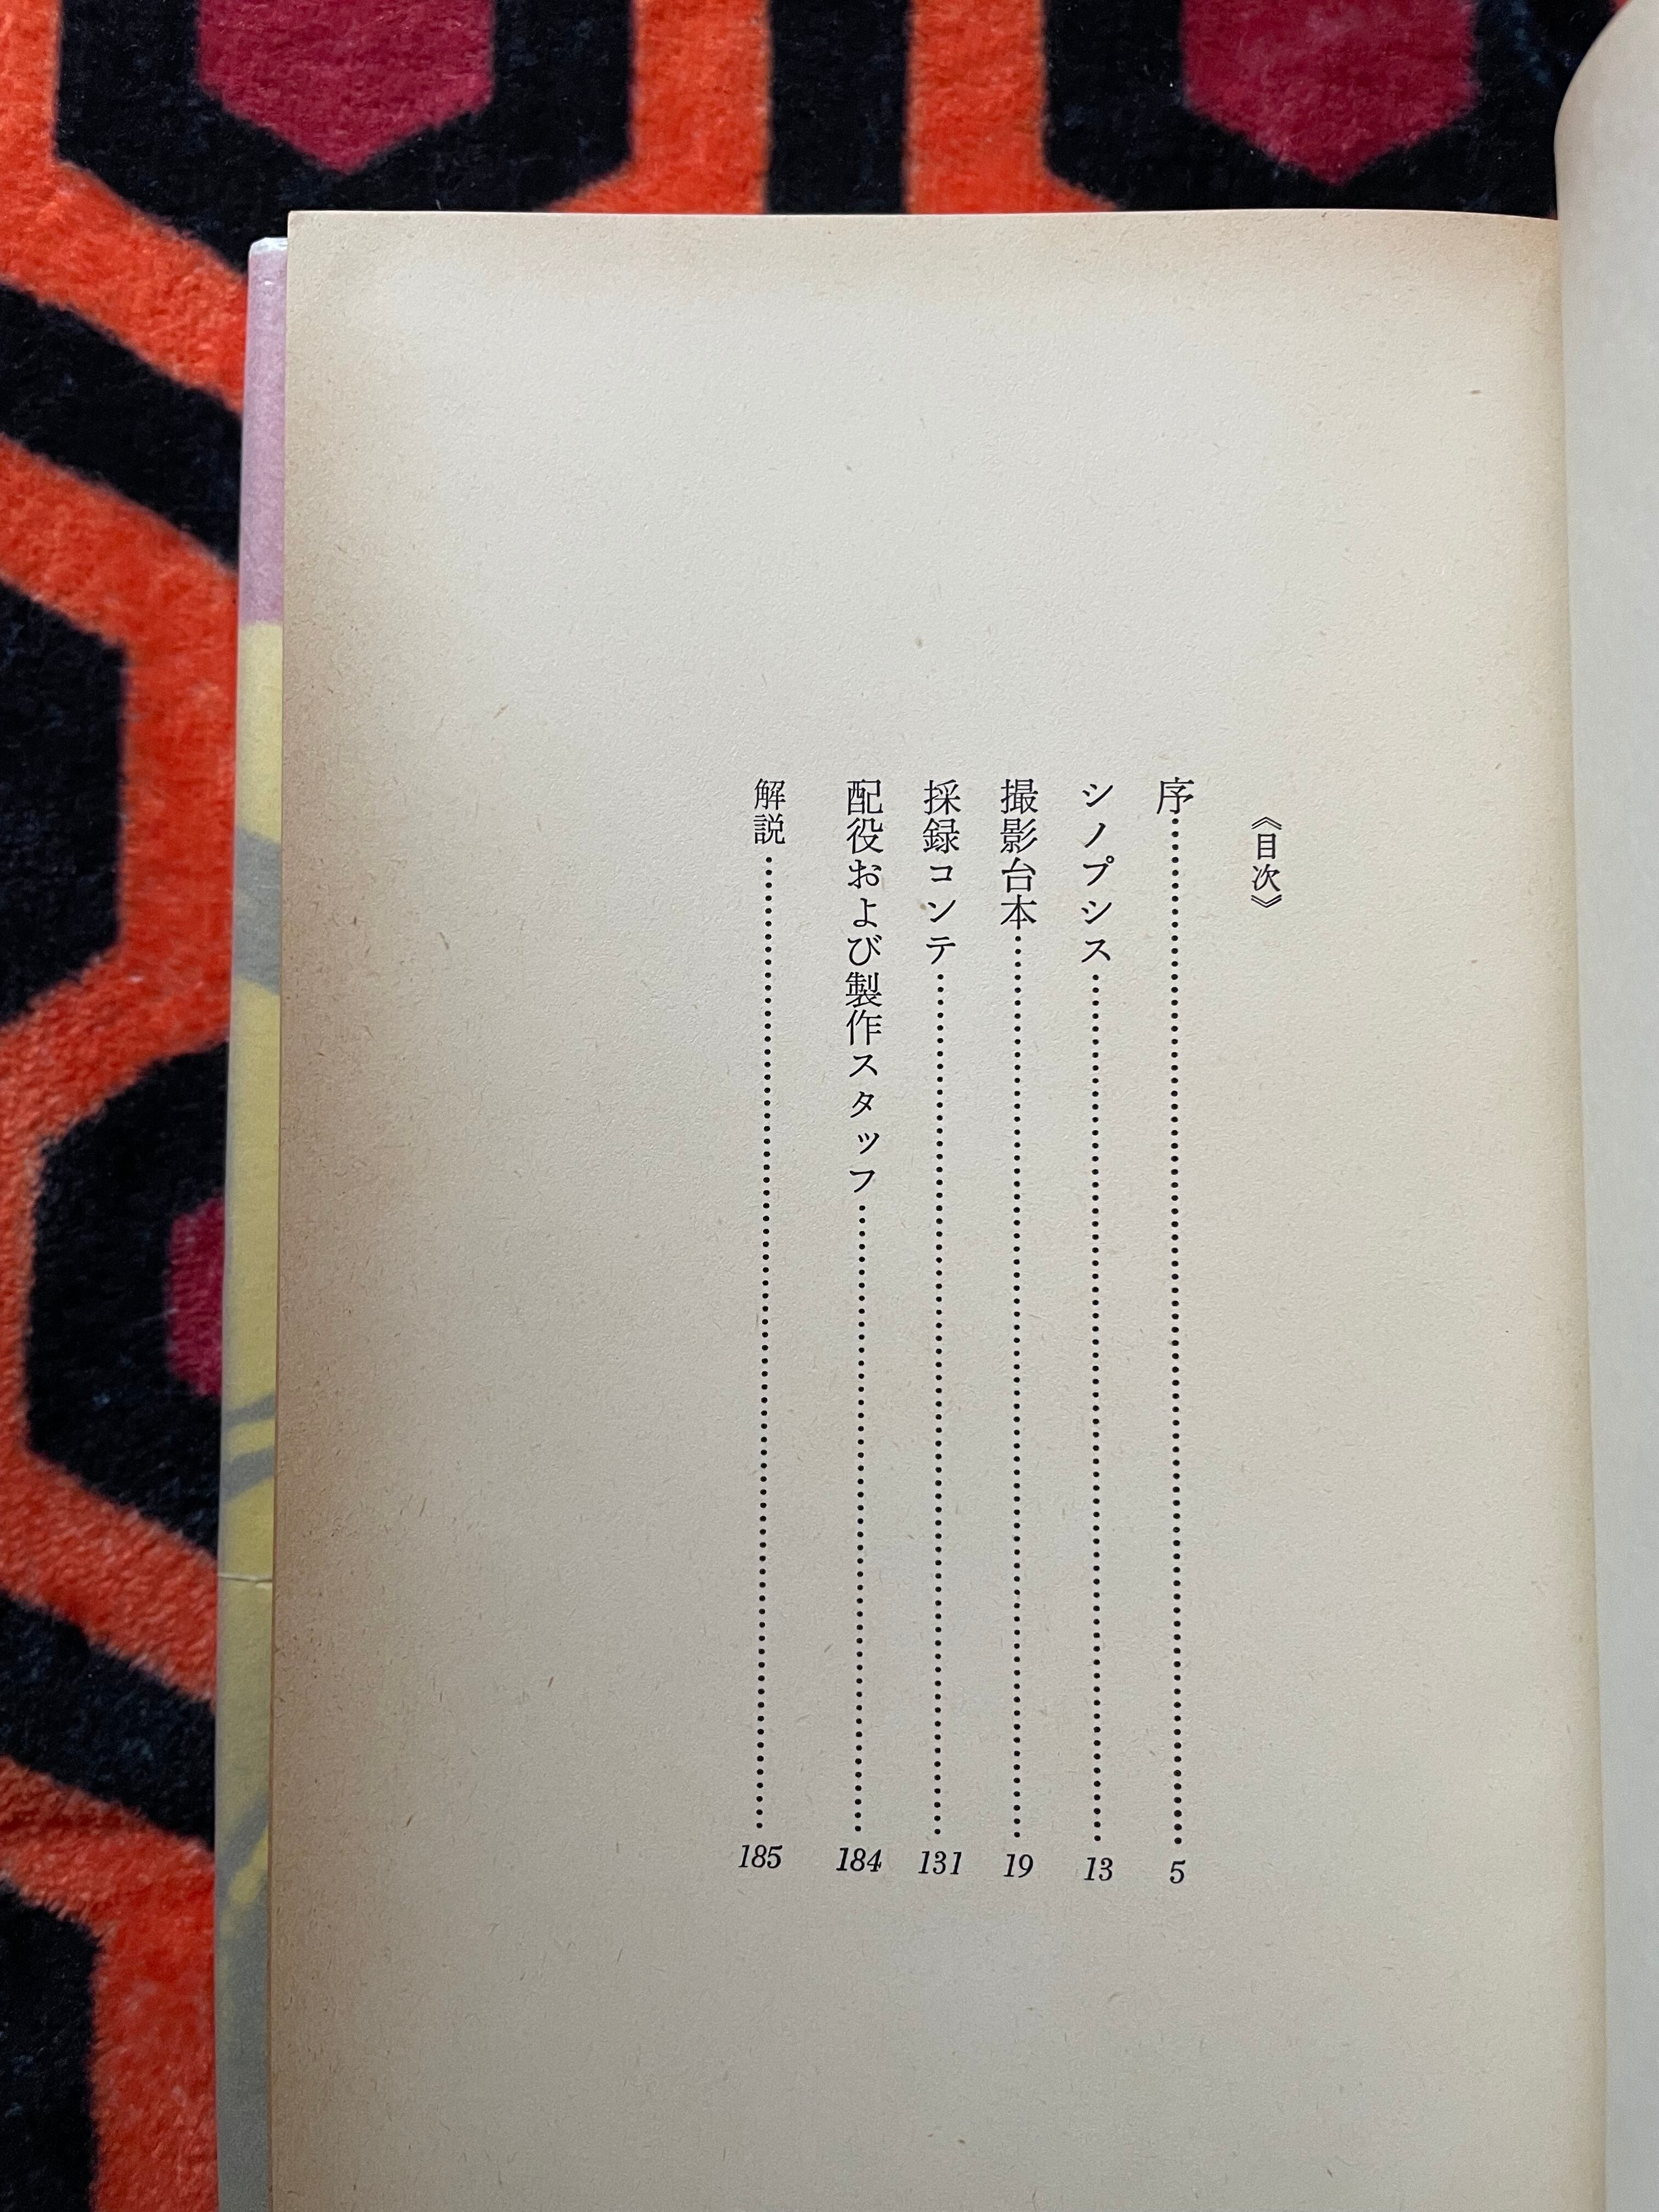 《目次》
序……………5
シノプシス……………13
撮影台本……………19
採録コンテ……………131
配役および製作スタッフ……………184
解説……………185